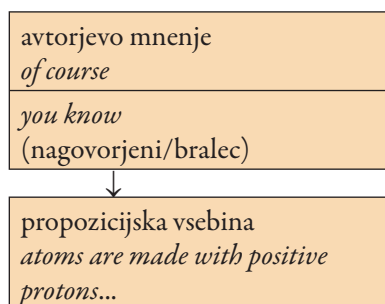 avtorjevo mnenje
of course
you know
(nagovorjeni/bralec)
↓
propozicijska vsebina
atoms are made with positive
protons...